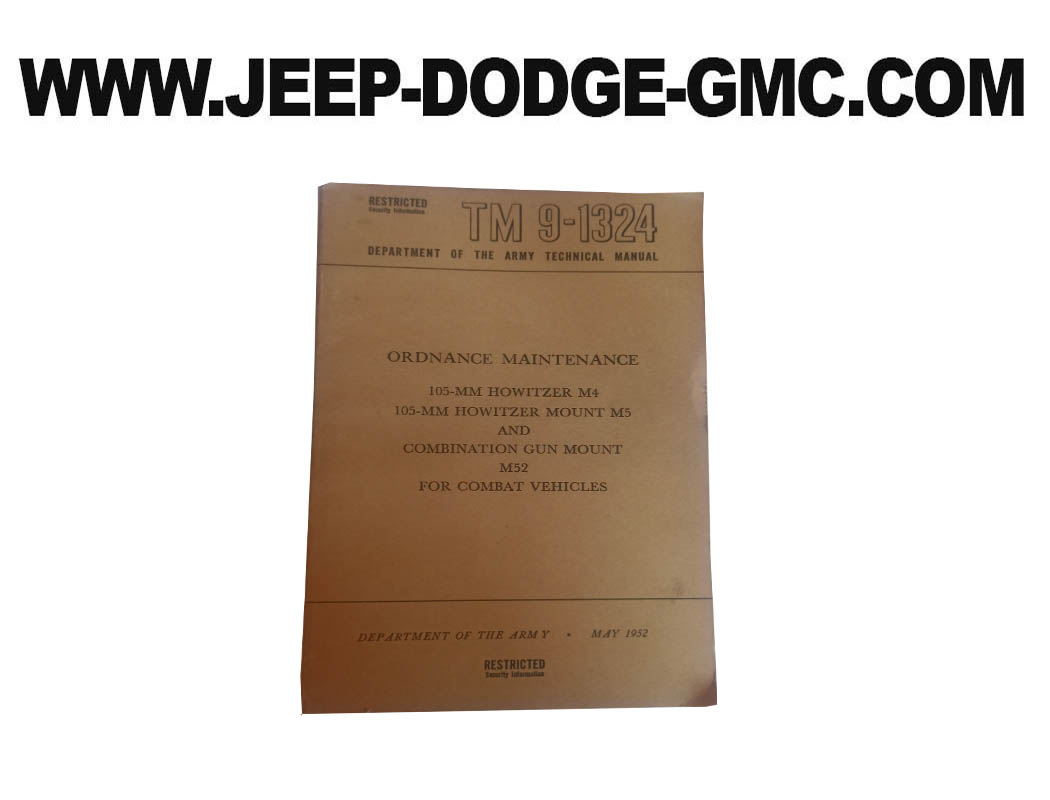 WWW.JEEP-DODGE-GMC.COM
RESTRICTED
Security Information
TM 9-1324
DEPARTMENT OF THE ARMY TECHNICAL MANUAL
ORDNANCE MAINTENANCE
105-MM HOWITZER M4
105-MM HOWITZER MOUNT M5
AND
COMBINATION GUN MOUNT
M52
FOR COMBAT VEHICLES
DEPARTMENT OF THE ARMY • MAY 1952
RESTRICTED
Security Information